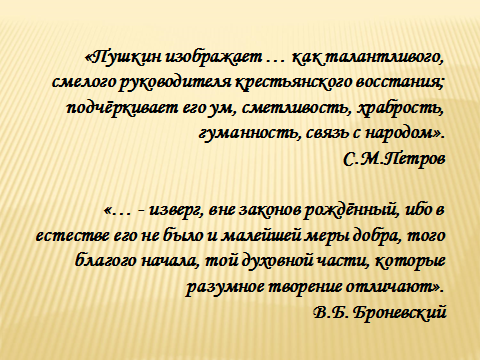 «Пушкин изображает … как талантливого,
смелого руководителя крестьянского восстания;
подчёркивает его ум, сметливость, храбрость,
гуманность, связь с народом».
С.М.Петров
«… - изверг, вне законов рождённый, ибо в
естестве его не было и малейшей меры добра, того
благого начала, той духовной части, которые
разумное творение отличают».
В.Б. Броневский